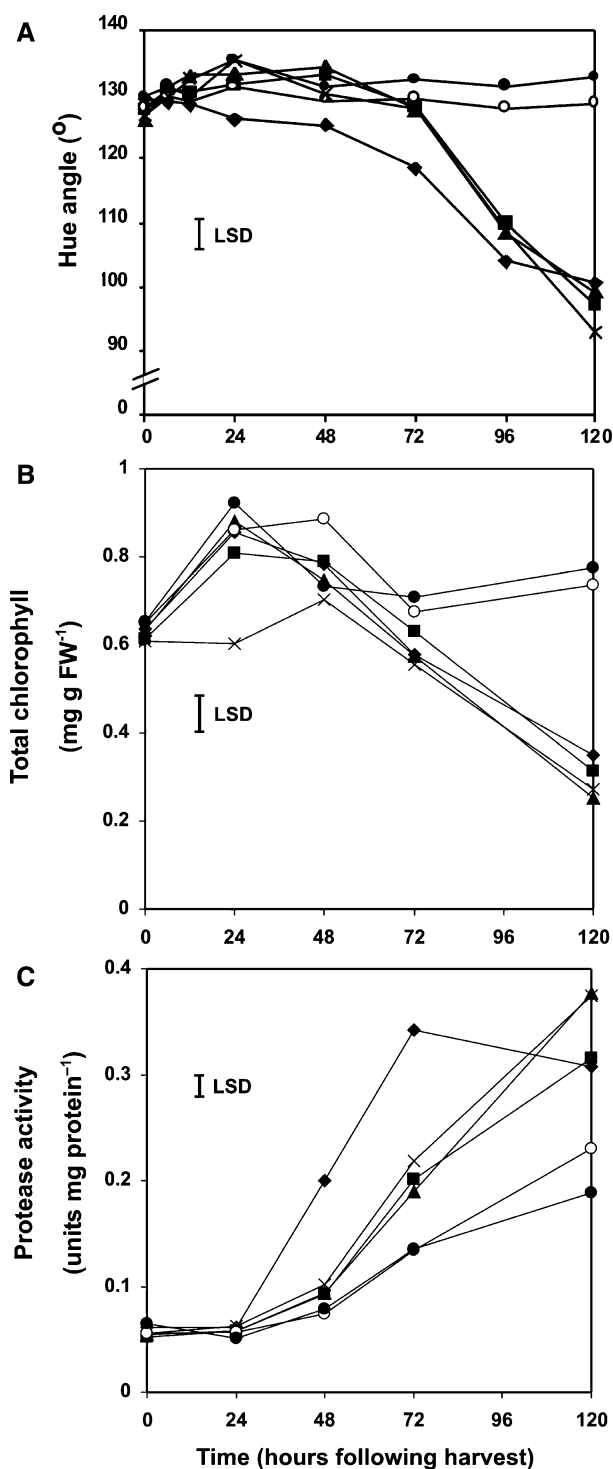 A
140
130
120
110
100
90
0
Hue angle (º)
LSD
0 24 48 72 96 120
B
1
0.8
0.6
0.4
0.2
0
Total chlorophyll
(mg g FW⁻¹)
LSD
0 24 48 72 96 120
C
0.4
0.3
0.2
0.1
0
Protease activity
(units mg protein⁻¹)
LSD
0 24 48 72 96 120
Time (hours following harvest)